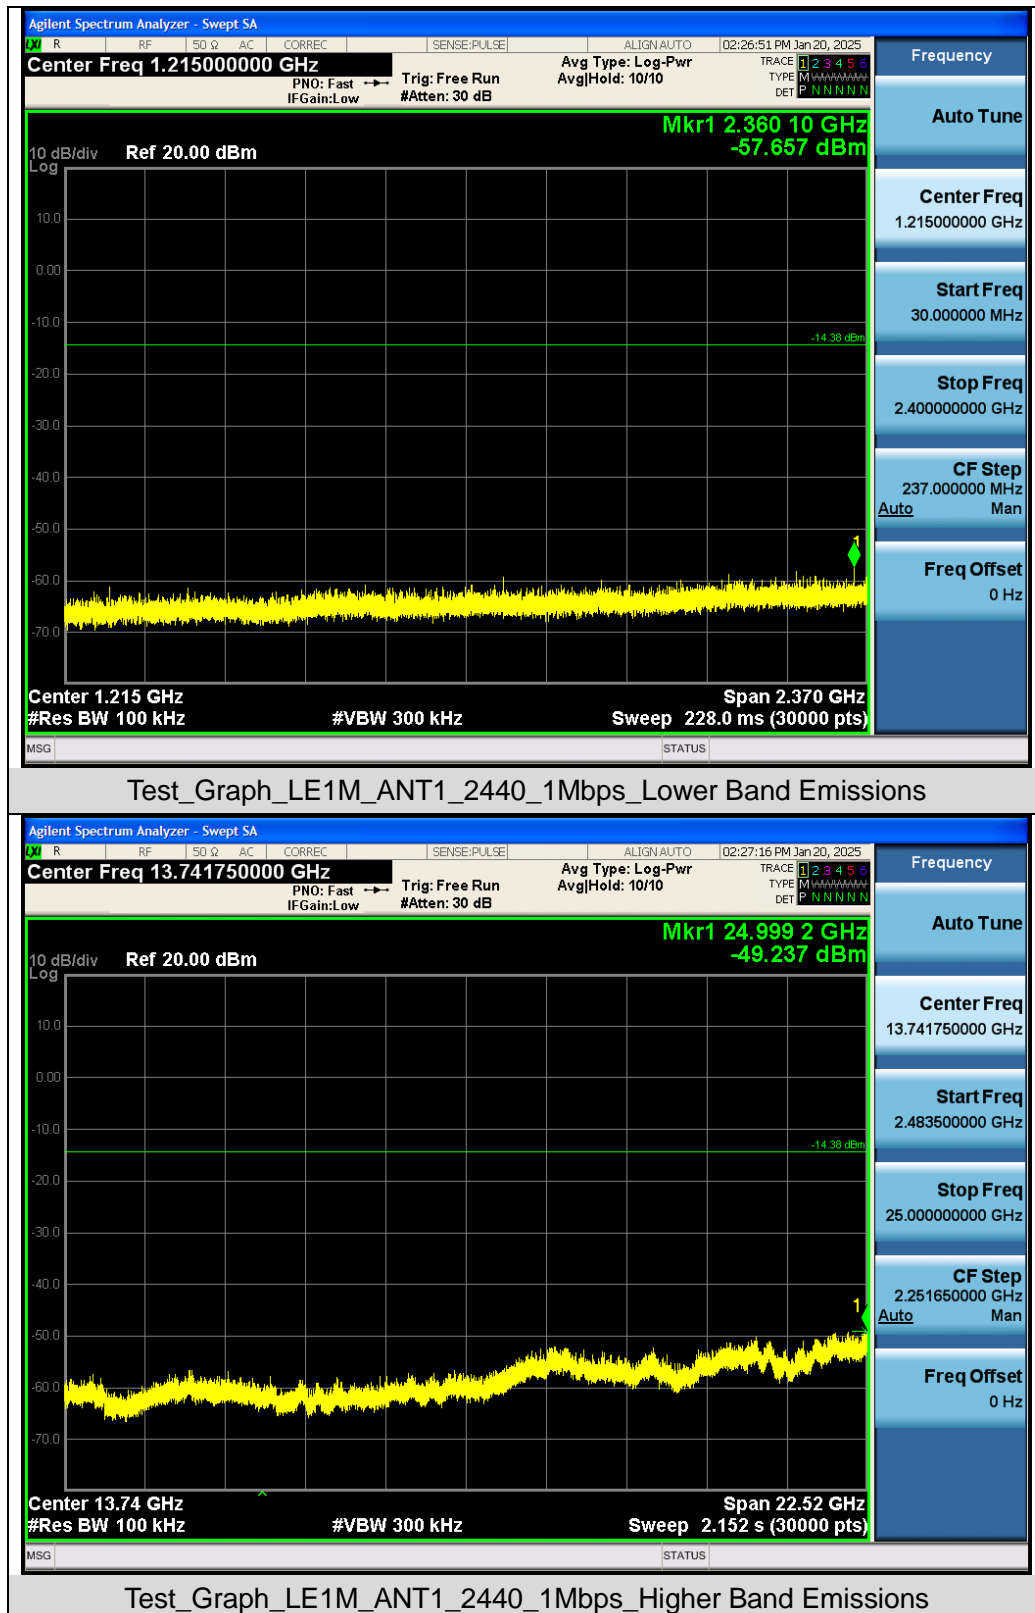 Agilent Spectrum Analyzer - Swept SA
LXI R RF 50 Ω AC CORREC SENSE:PULSE ALIGN AUTO 02:26:51 PM Jan 20, 2025
Center Freq 1.215000000 GHz
PNO: Fast
IFGain:Low
Trig: Free Run
#Atten: 30 dB
Avg Type: Log-Pwr
Avg|Hold: 10/10
TRACE 1 2 3 4 5 6
TYPE M WWWWW
DET P N N N N N
Mkr1 2.360 10 GHz
-57.657 dBm
10 dB/div Ref 20.00 dBm
Log
10.0
0.00
-10.0
-14.38 dBm
-20.0
-30.0
-40.0
-50.0
1
-60.0
-70.0
Center 1.215 GHz Span 2.370 GHz
#Res BW 100 kHz #VBW 300 kHz Sweep 228.0 ms (30000 pts)
MSG STATUS
Frequency
Auto Tune
Center Freq
1.215000000 GHz
Start Freq
30.000000 MHz
Stop Freq
2.400000000 GHz
CF Step
237.000000 MHz
Auto Man
Freq Offset
0 Hz
Test_Graph_LE1M_ANT1_2440_1Mbps_Lower Band Emissions
Agilent Spectrum Analyzer - Swept SA
LXI R RF 50 Ω AC CORREC SENSE:PULSE ALIGN AUTO 02:27:16 PM Jan 20, 2025
Center Freq 13.741750000 GHz
PNO: Fast
IFGain:Low
Trig: Free Run
#Atten: 30 dB
Avg Type: Log-Pwr
Avg|Hold: 10/10
TRACE 1 2 3 4 5 6
TYPE M WWWWW
DET P N N N N N
Mkr1 24.999 2 GHz
-49.237 dBm
10 dB/div Ref 20.00 dBm
Log
10.0
0.00
-10.0
-14.38 dBm
-20.0
-30.0
-40.0
1
-50.0
-60.0
-70.0
Center 13.74 GHz Span 22.52 GHz
#Res BW 100 kHz #VBW 300 kHz Sweep 2.152 s (30000 pts)
MSG STATUS
Frequency
Auto Tune
Center Freq
13.741750000 GHz
Start Freq
2.483500000 GHz
Stop Freq
25.000000000 GHz
CF Step
2.251650000 GHz
Auto Man
Freq Offset
0 Hz
Test_Graph_LE1M_ANT1_2440_1Mbps_Higher Band Emissions